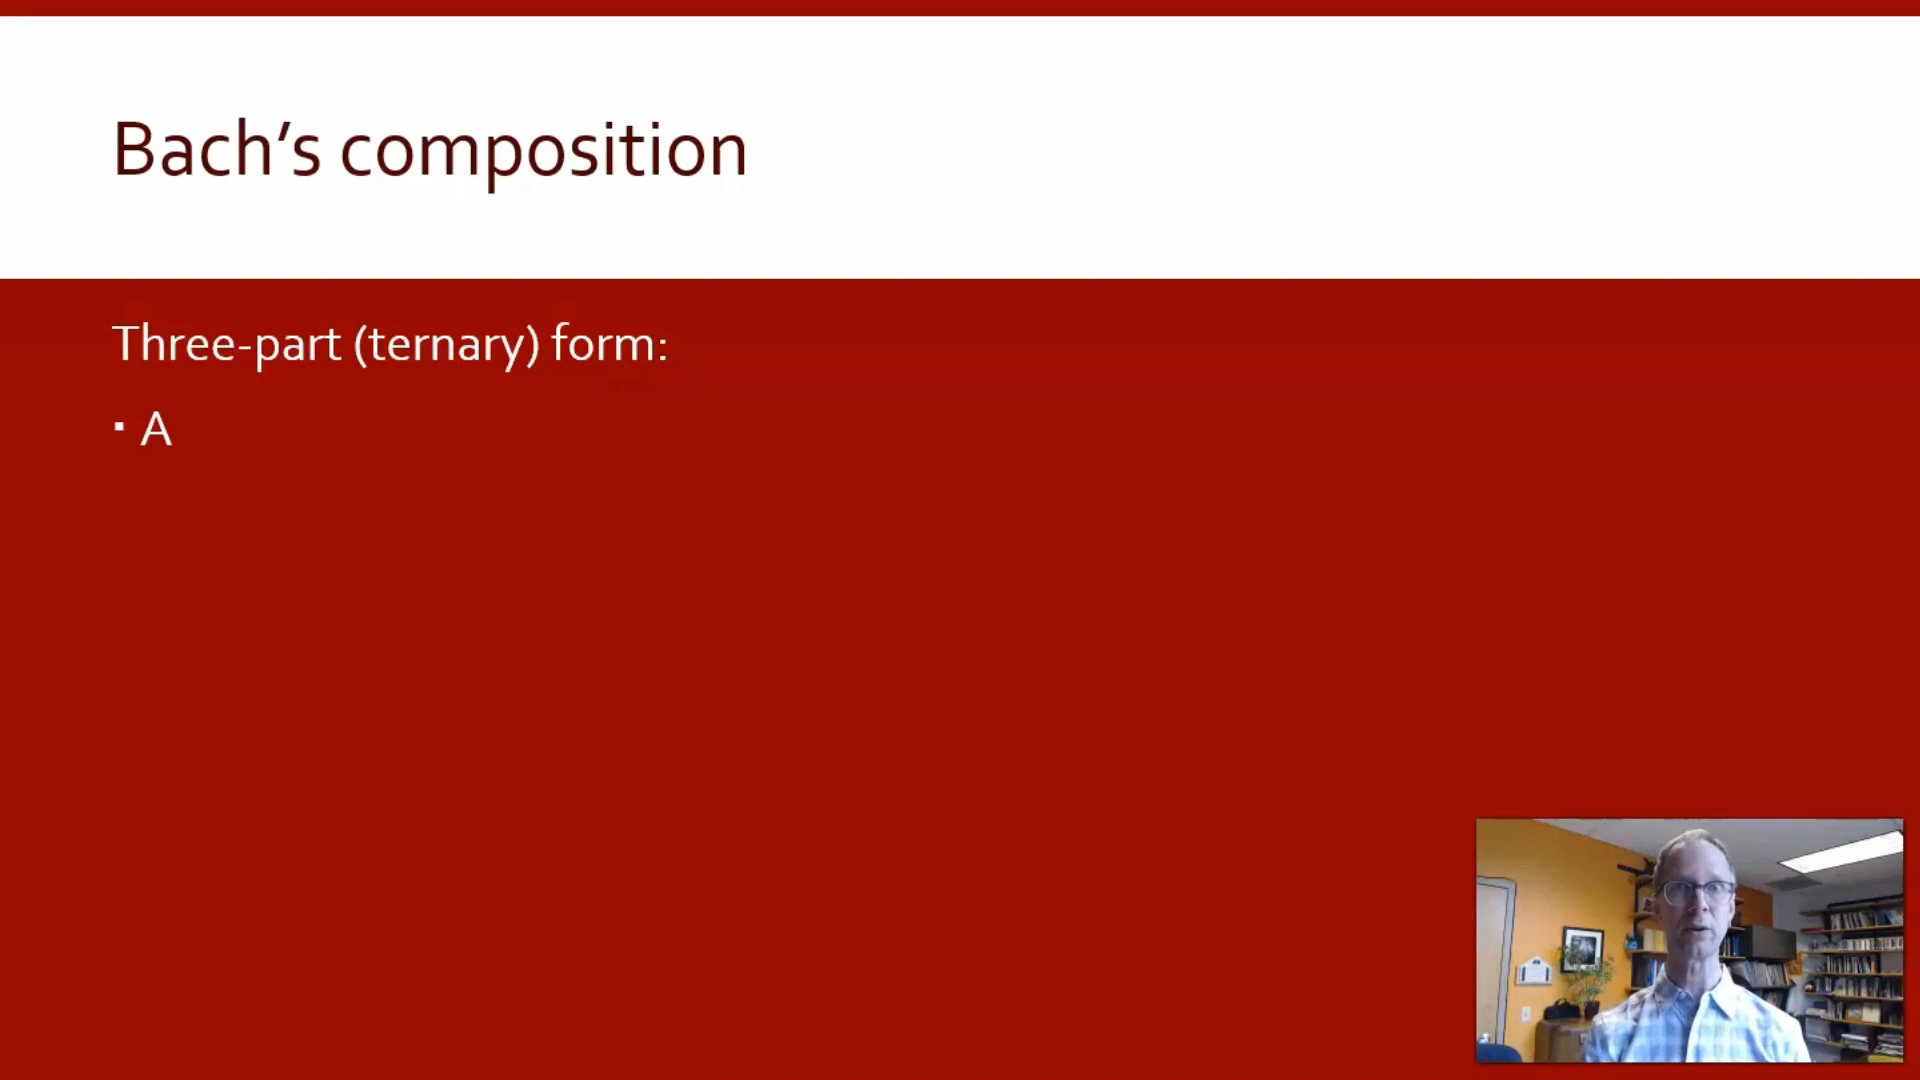 Bach’s composition
Three-part (ternary) form:
▪ A